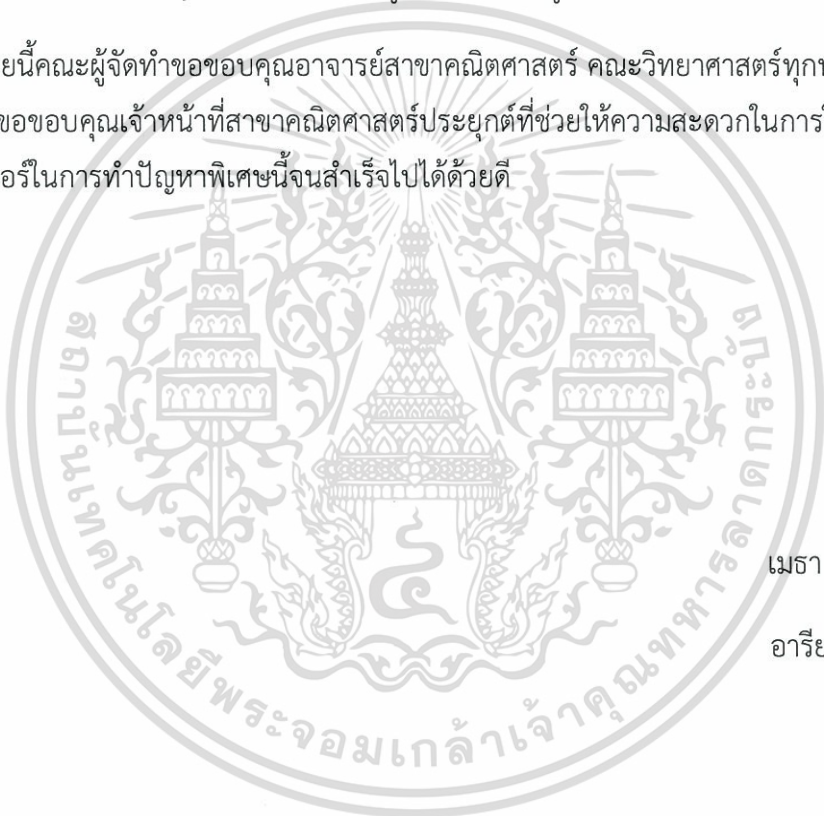 ยนี้คณะผู้จัดทำขอขอบคุณอาจารย์สาขาคณิตศาสตร์ คณะวิทยาศาสตร์ทุก
ขอขอบคุณเจ้าหน้าที่สาขาคณิตศาสตร์ประยุกต์ที่ช่วยให้ความสะดวกในการ
อร์ในการทำปัญหาพิเศษนี้จนสำเร็จไปได้ด้วยดี
สถาบันเทคโนโลยีพระจอมเกล้าเจ้าคุณทหารลาดกระบัง
๔
เมธา
อารีย